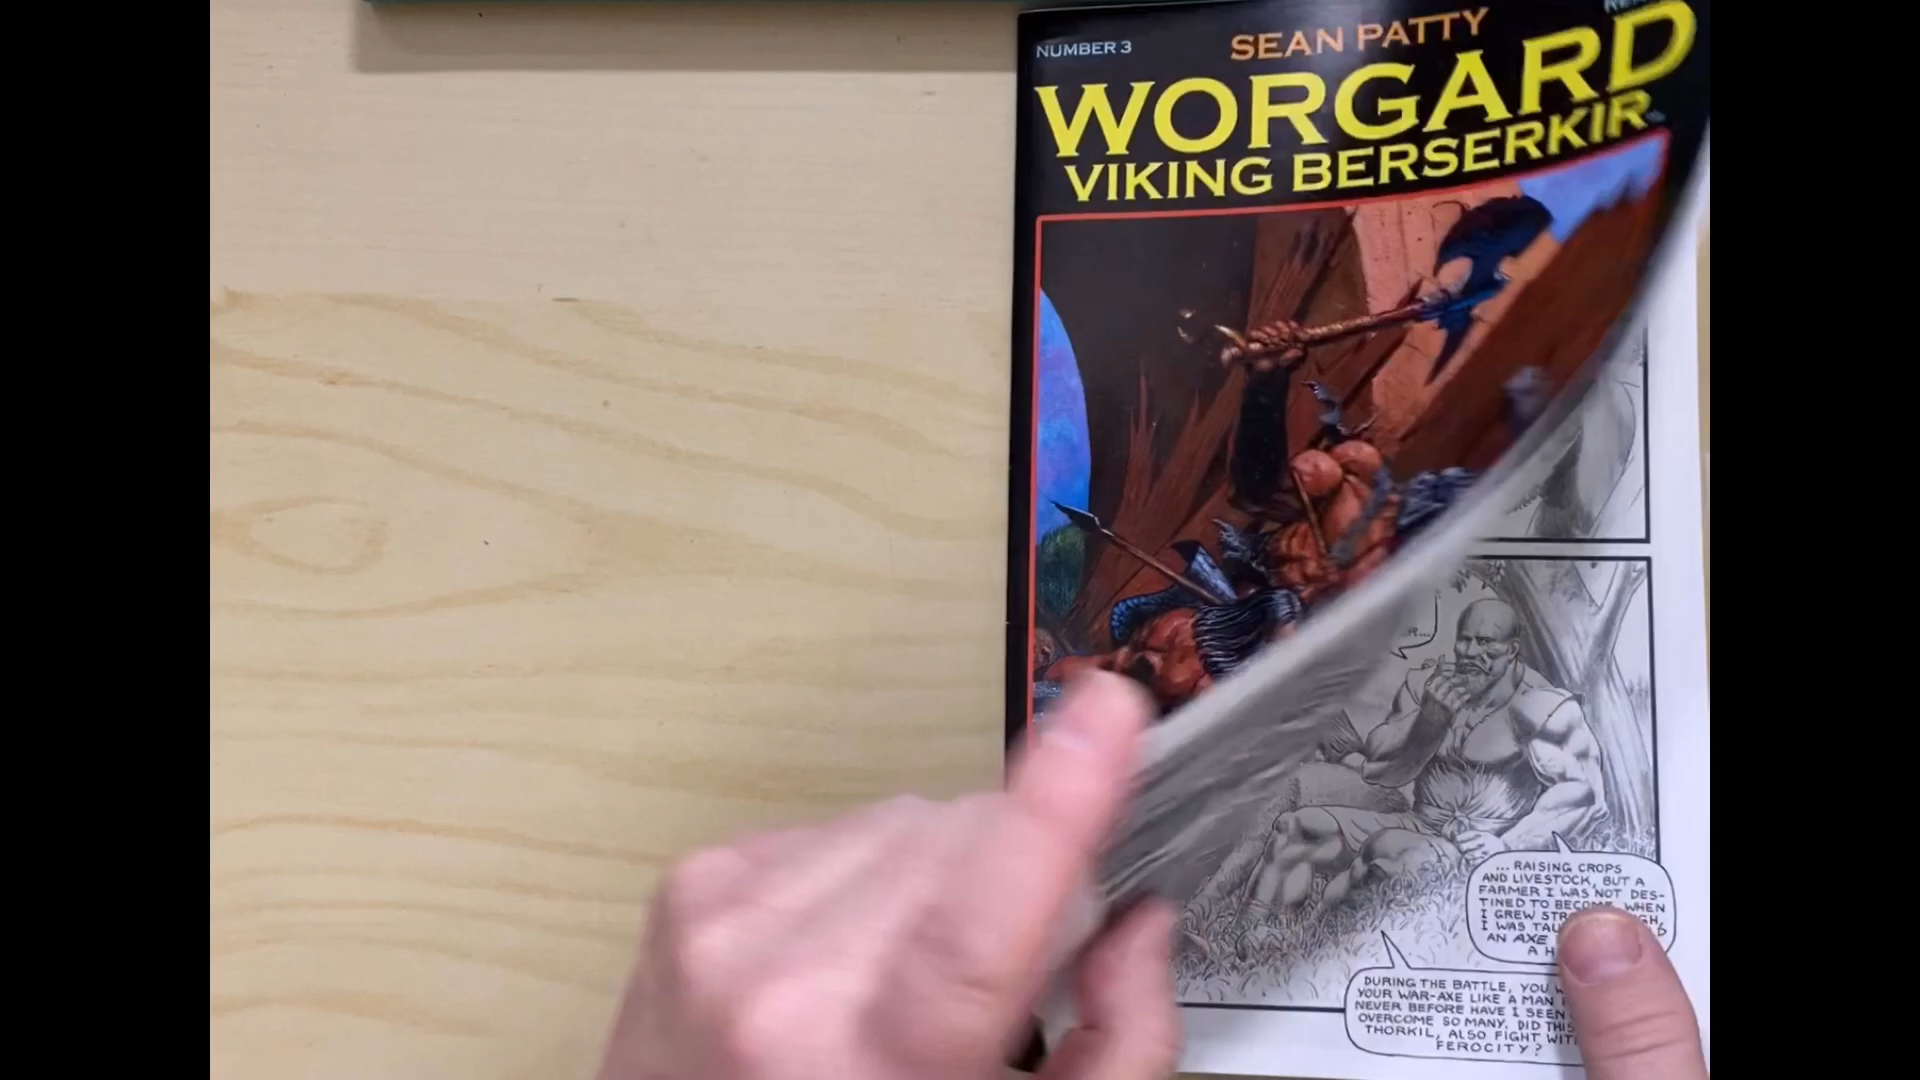 NUMBER 3
SEAN PATTY
WORGARD
VIKING BERSERKIR
... RAISING CROPS
AND LIVESTOCK, BUT A
FARMER I WAS NOT DES-
TINED TO BECOME. WHEN
I GREW
I WAS
AN AXE
A
DURING THE BATTLE, YOU
YOUR WAR-AXE LIKE A MAN
NEVER BEFORE HAVE I SEEN
OVERCOME SO MANY. DID THIS
THORKIL, ALSO FIGHT WITH
FEROCITY?